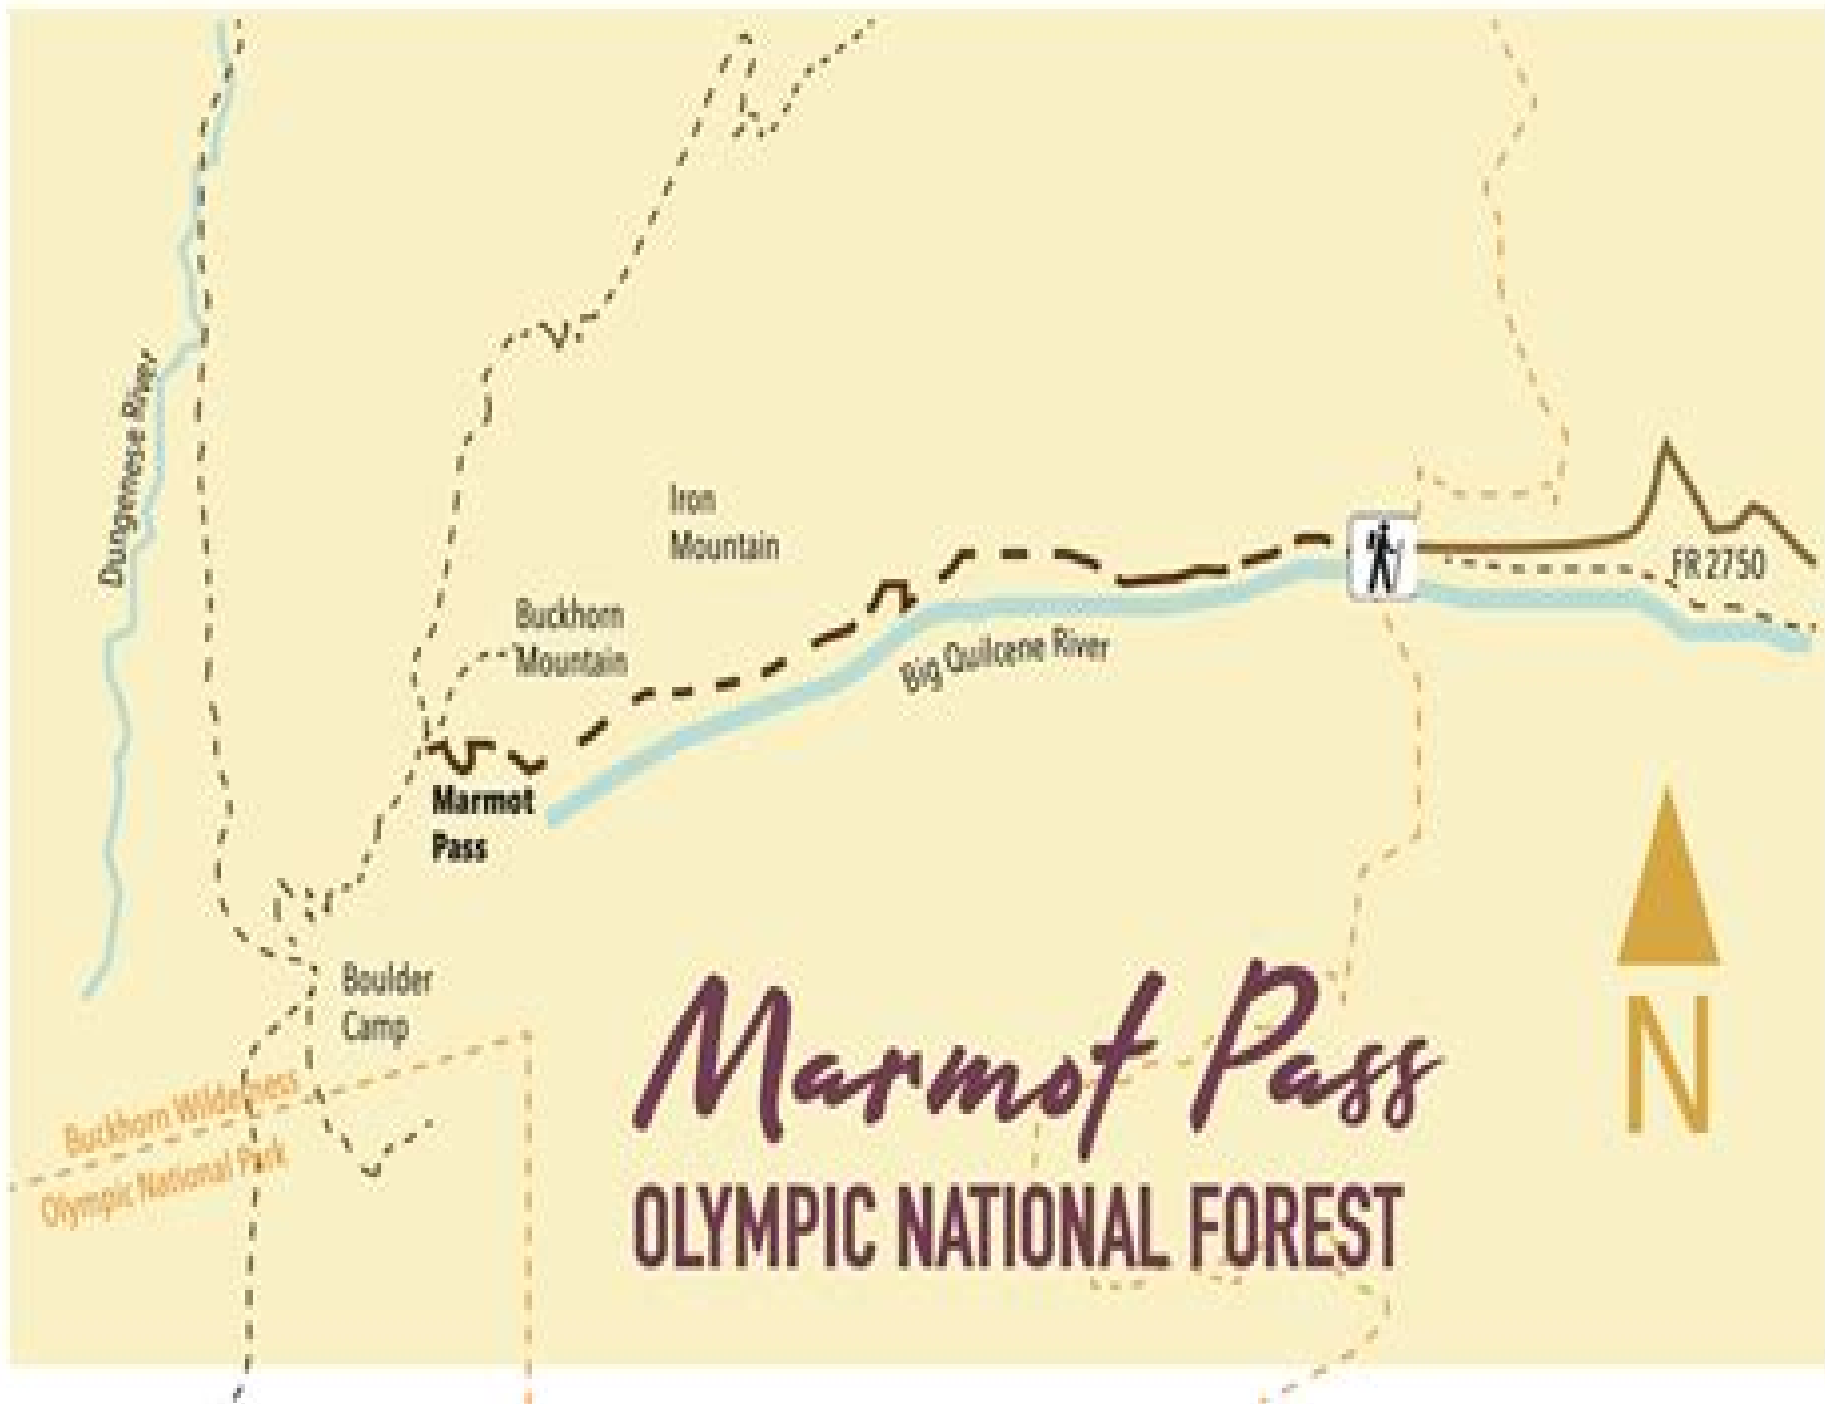 Dungenese River
Iron
Mountain
Buckhorn
Mountain
FR 2750
Big Quilcene River
Marmot
Pass
Boulder
Camp
Buckhorn Wilderness
Olympic National Park
Marmot Pass
OLYMPIC NATIONAL FOREST
N